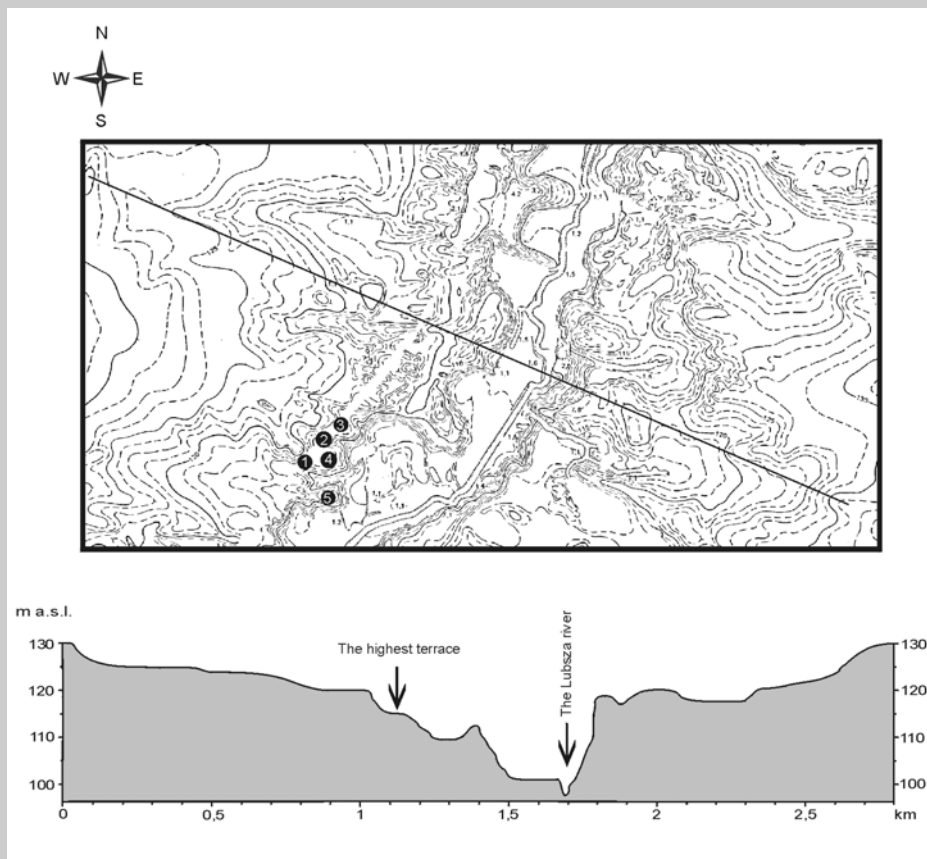 N
W E
S
3
2
1 4
5
m a.s.l.
The highest terrace
The Lubsza river
130 130
120 120
110 110
100 100
0 0,5 1 1,5 2 2,5 km